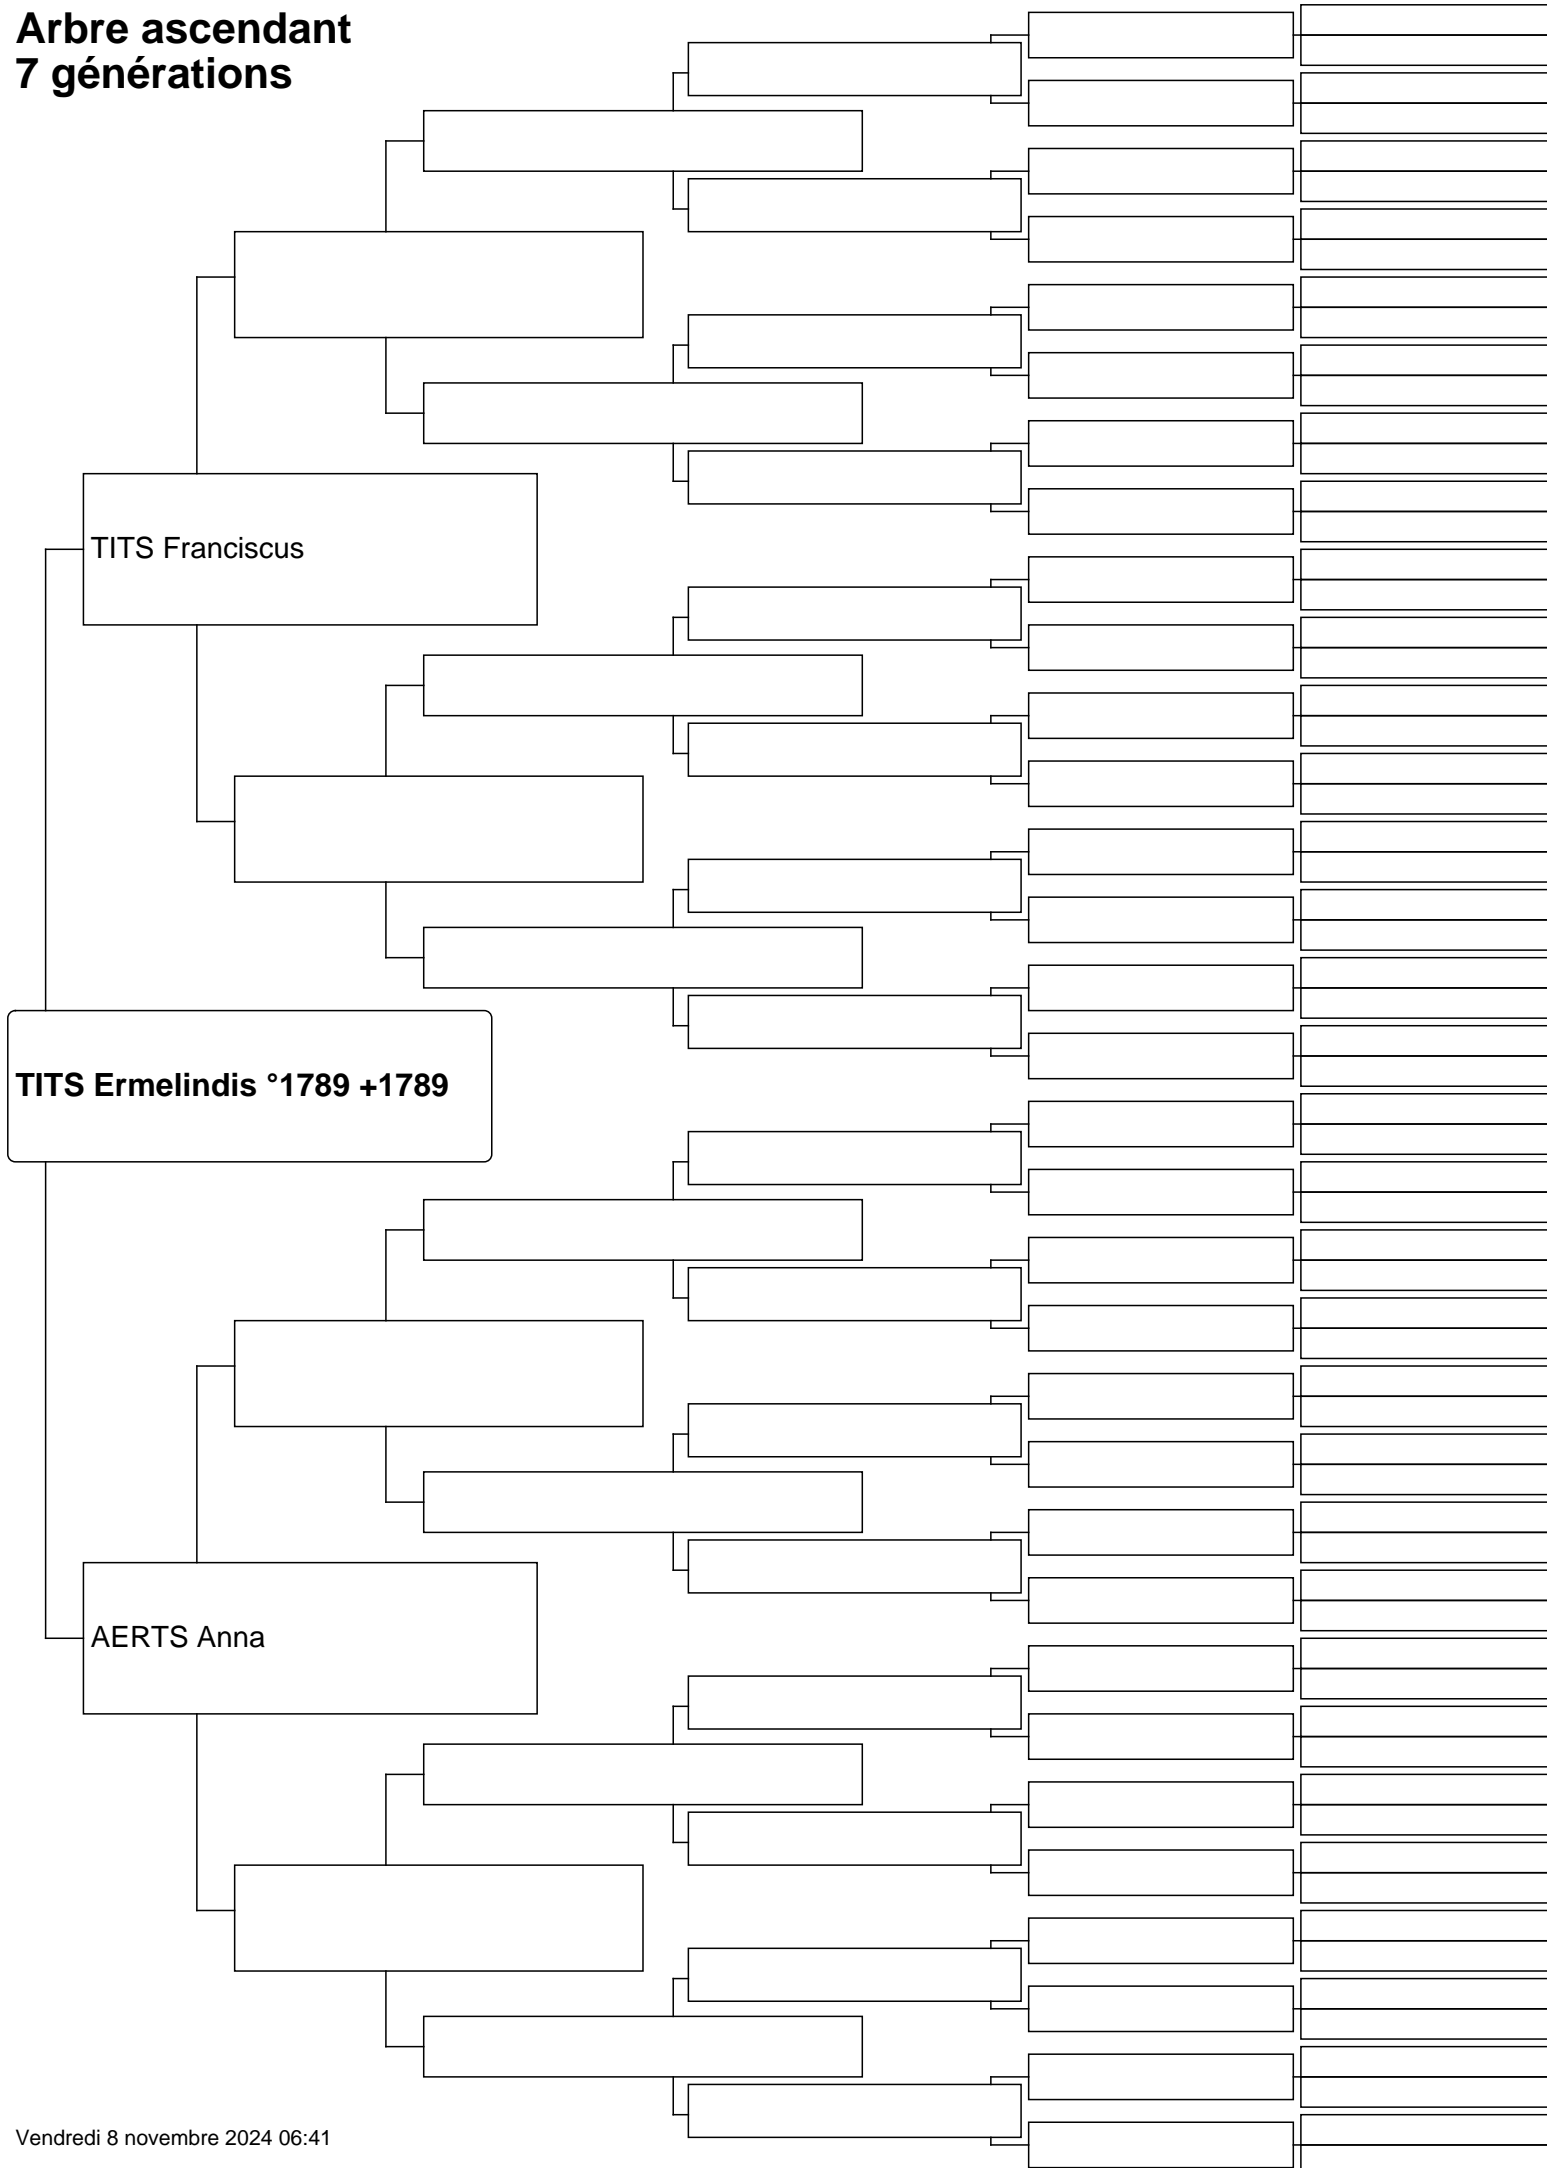 Arbre ascendant
7 générations
TITS Franciscus
TITS Ermelindis °1789 +1789
AERTS Anna
Vendredi 8 novembre 2024 06:41